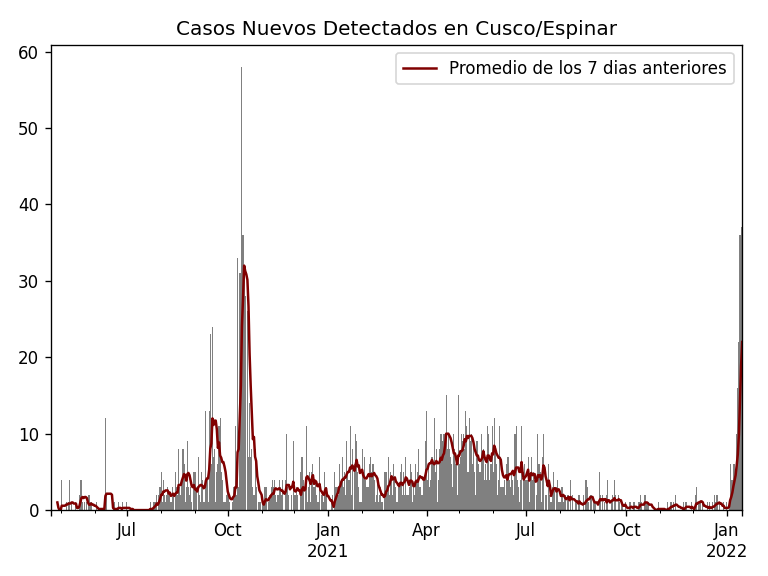 Casos Nuevos Detectados en Cusco/Espinar
Promedio de los 7 dias anteriores
60
50
40
30
20
10
0
Jul
Oct
Jan
2021
Apr
Jul
Oct
Jan
2022